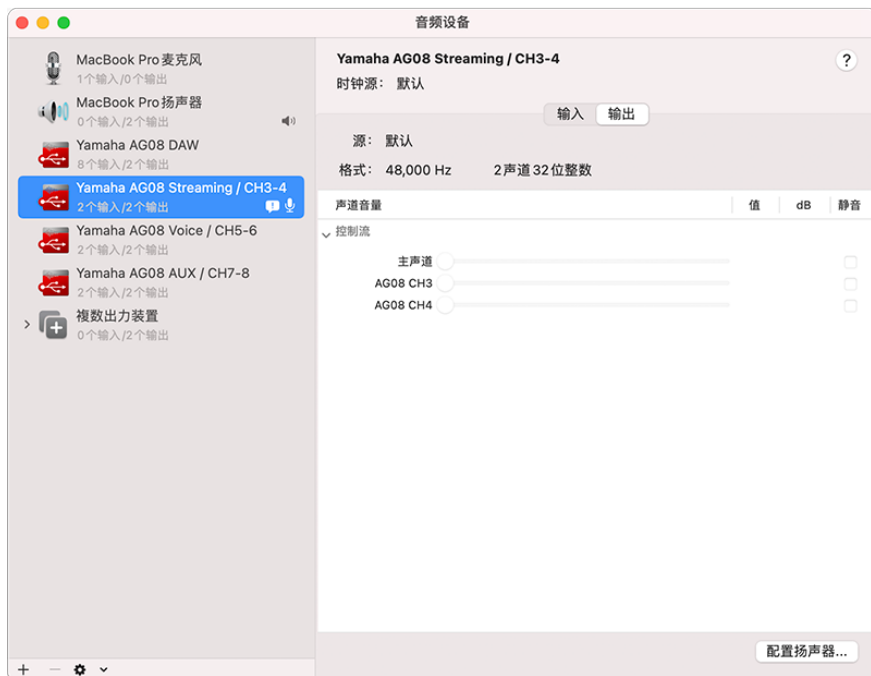 音频设备
MacBook Pro麦克风
1个输入/0个输出
MacBook Pro扬声器
0个输入/2个输出
Yamaha AG08 DAW
8个输入/2个输出
Yamaha AG08 Streaming / CH3-4
2个输入/2个输出
Yamaha AG08 Voice / CH5-6
2个输入/2个输出
Yamaha AG08 AUX / CH7-8
2个输入/2个输出
複数出力装置
0个输入/2个输出
Yamaha AG08 Streaming / CH3-4
?
时钟源： 默认
输入 输出
源： 默认
格式： 48,000 Hz 2声道32位整数
声道音量 值 dB 静音
控制流
主声道
AG08 CH3
AG08 CH4
配置扬声器...